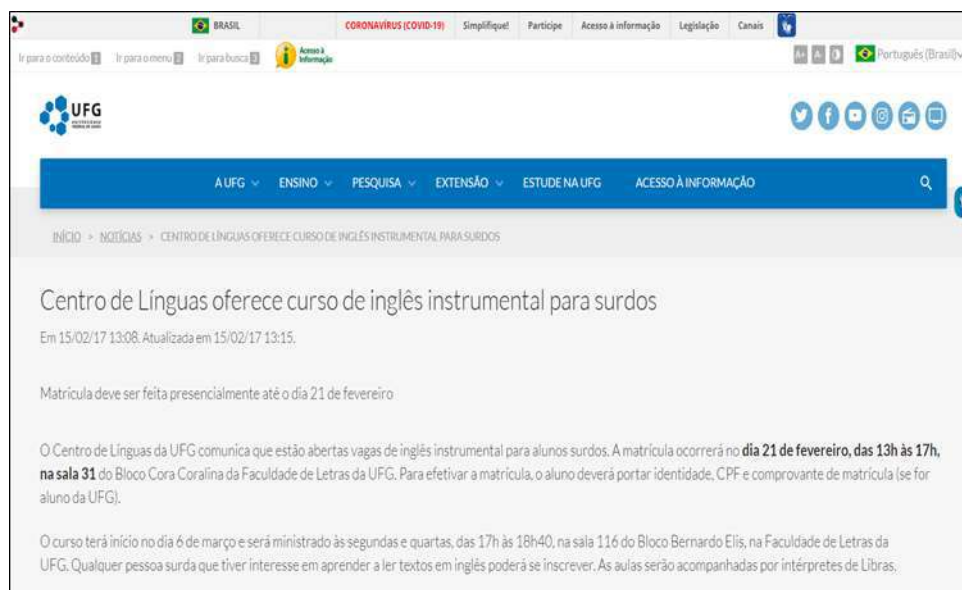 BRASIL CORONAVÍRUS (COVID-19) Simplifique! Participe Acesso à informação Legislação Canais
Ir para o conteúdo 1 Ir para o menu 2 Ir para busca 3 Acesso à Informação A+ A- Português (Brasil)
UFG
A UFG ENSINO PESQUISA EXTENSÃO ESTUDE NA UFG ACESSO À INFORMAÇÃO
INÍCIO > NOTÍCIAS > CENTRO DE LÍNGUAS OFERECE CURSO DE INGLÊS INSTRUMENTAL PARA SURDOS
Centro de Línguas oferece curso de inglês instrumental para surdos
Em 15/02/17 13:08. Atualizada em 15/02/17 13:15.
Matrícula deve ser feita presencialmente até o dia 21 de fevereiro
O Centro de Línguas da UFG comunica que estão abertas vagas de inglês instrumental para alunos surdos. A matrícula ocorrerá no dia 21 de fevereiro, das 13h às 17h,
na sala 31 do Bloco Cora Coralina da Faculdade de Letras da UFG. Para efetivar a matrícula, o aluno deverá portar identidade, CPF e comprovante de matrícula (se for
aluno da UFG).
O curso terá início no dia 6 de março e será ministrado às segundas e quartas, das 17h às 18h40, na sala 116 do Bloco Bernardo Elis, na Faculdade de Letras da
UFG. Qualquer pessoa surda que tiver interesse em aprender a ler textos em inglês poderá se inscrever. As aulas serão acompanhadas por intérpretes de Libras.